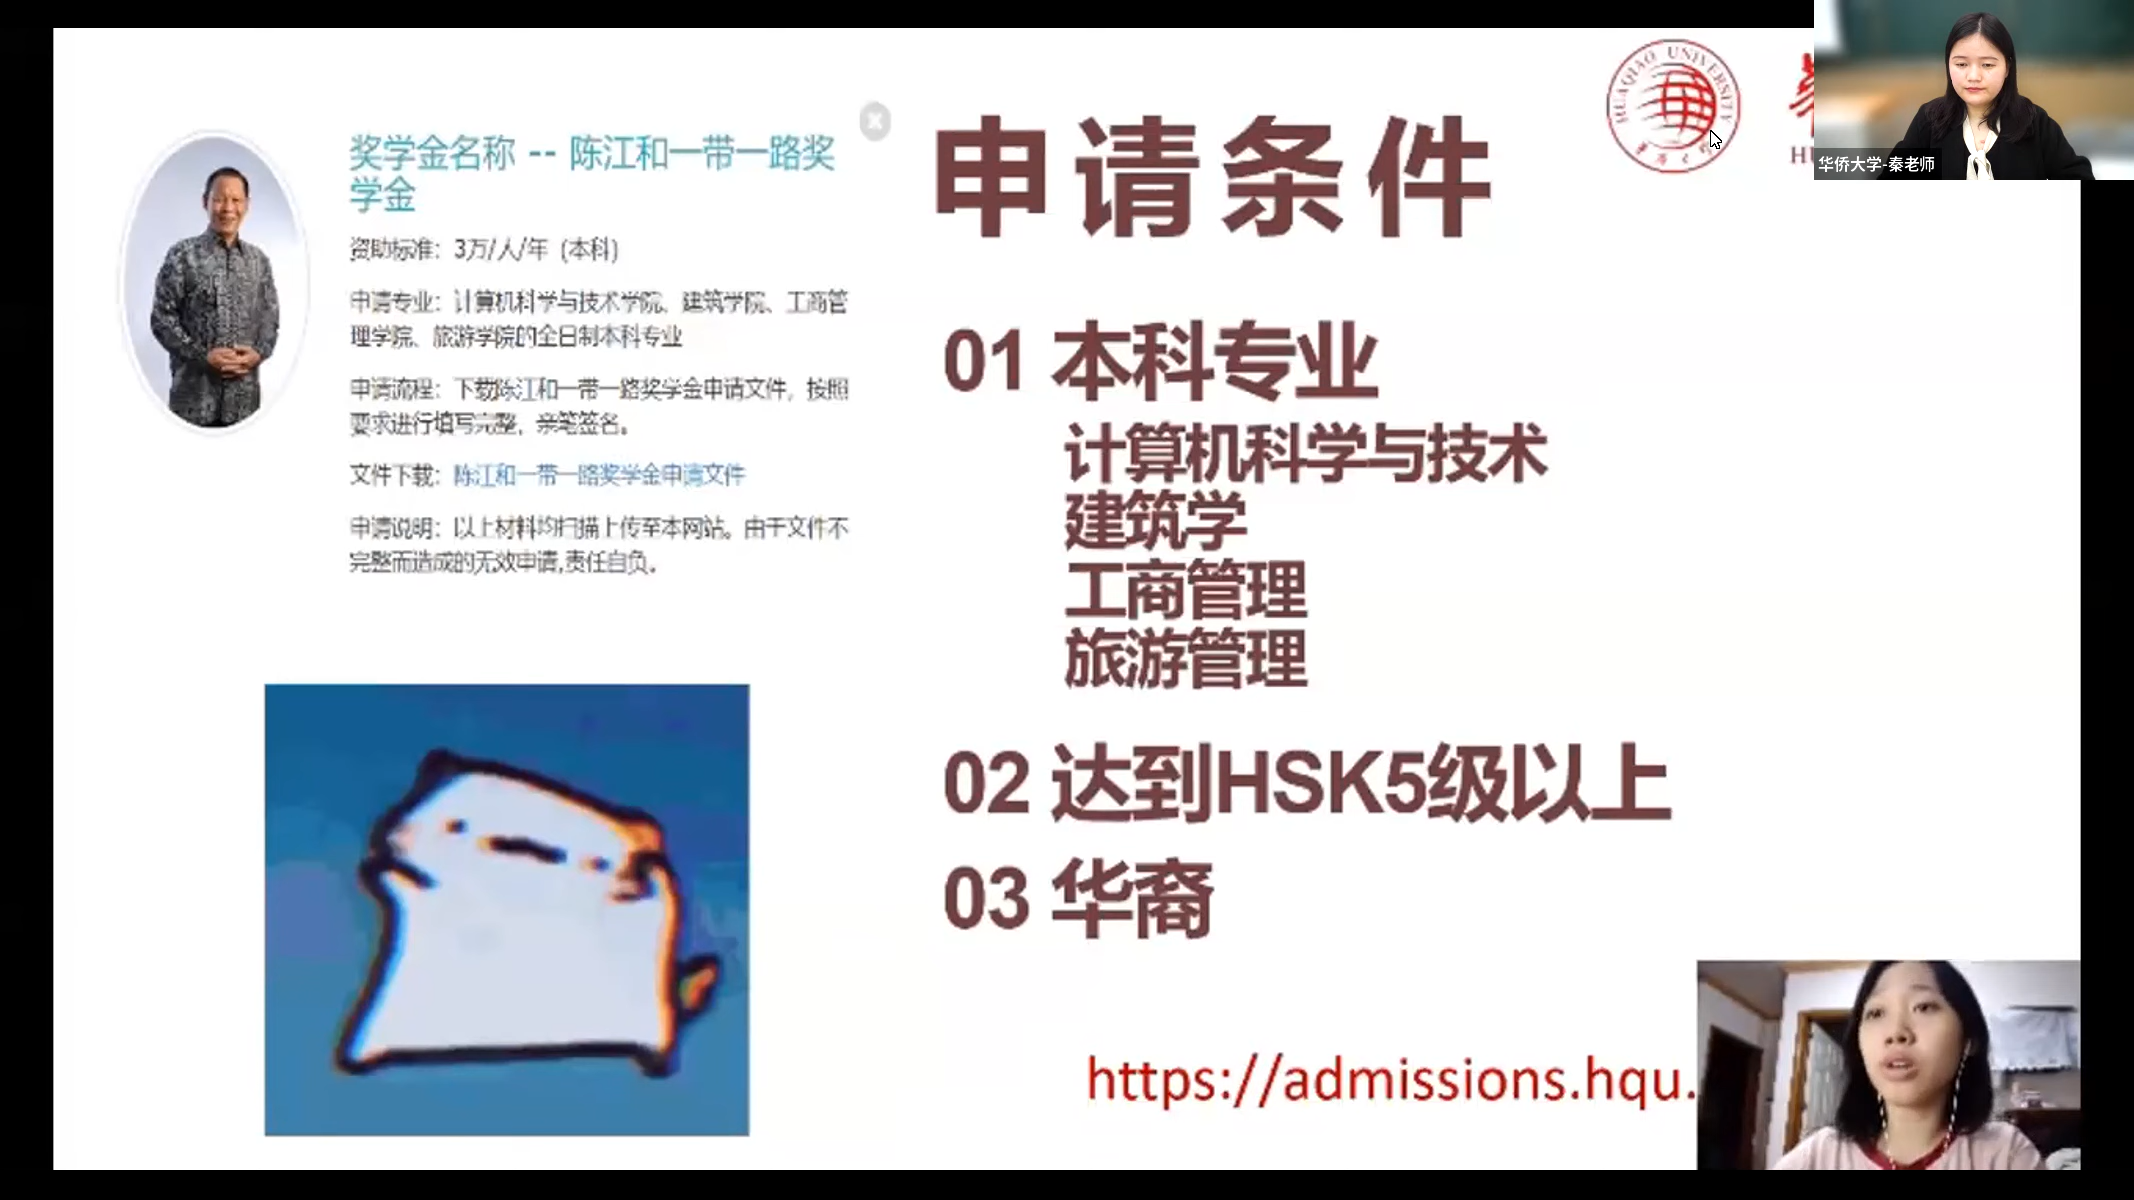 奖学金名称 -- 陈江和一带一路奖
学金
资助标准：3万/人/年 (本科)
申请专业：计算机科学与技术学院、建筑学院、工商管
理学院、旅游学院的全日制本科专业
申请流程：下载陈江和一带一路奖学金申请文件，按照
要求进行填写完整，亲笔签名。
文件下载：陈江和一带一路奖学金申请文件
申请说明：以上材料均扫描上传至本网站。由于文件不
完整而造成的无效申请,责任自负。
申请条件
01 本科专业
计算机科学与技术
建筑学
工商管理
旅游管理
02 达到HSK5级以上
03 华裔
https://admissions.hqu.
HUAQIAO UNIVERSITY
华侨大学
华侨大学-秦老师